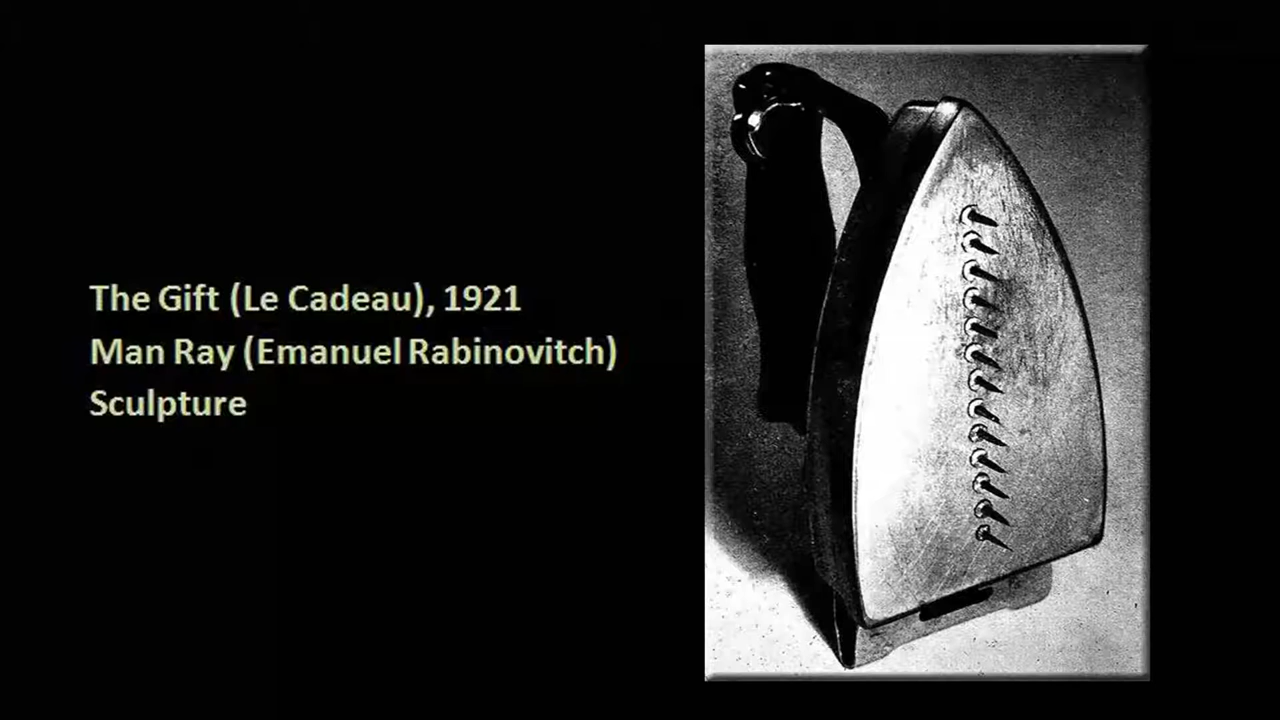 The Gift (Le Cadeau), 1921
Man Ray (Emanuel Rabinovitch)
Sculpture